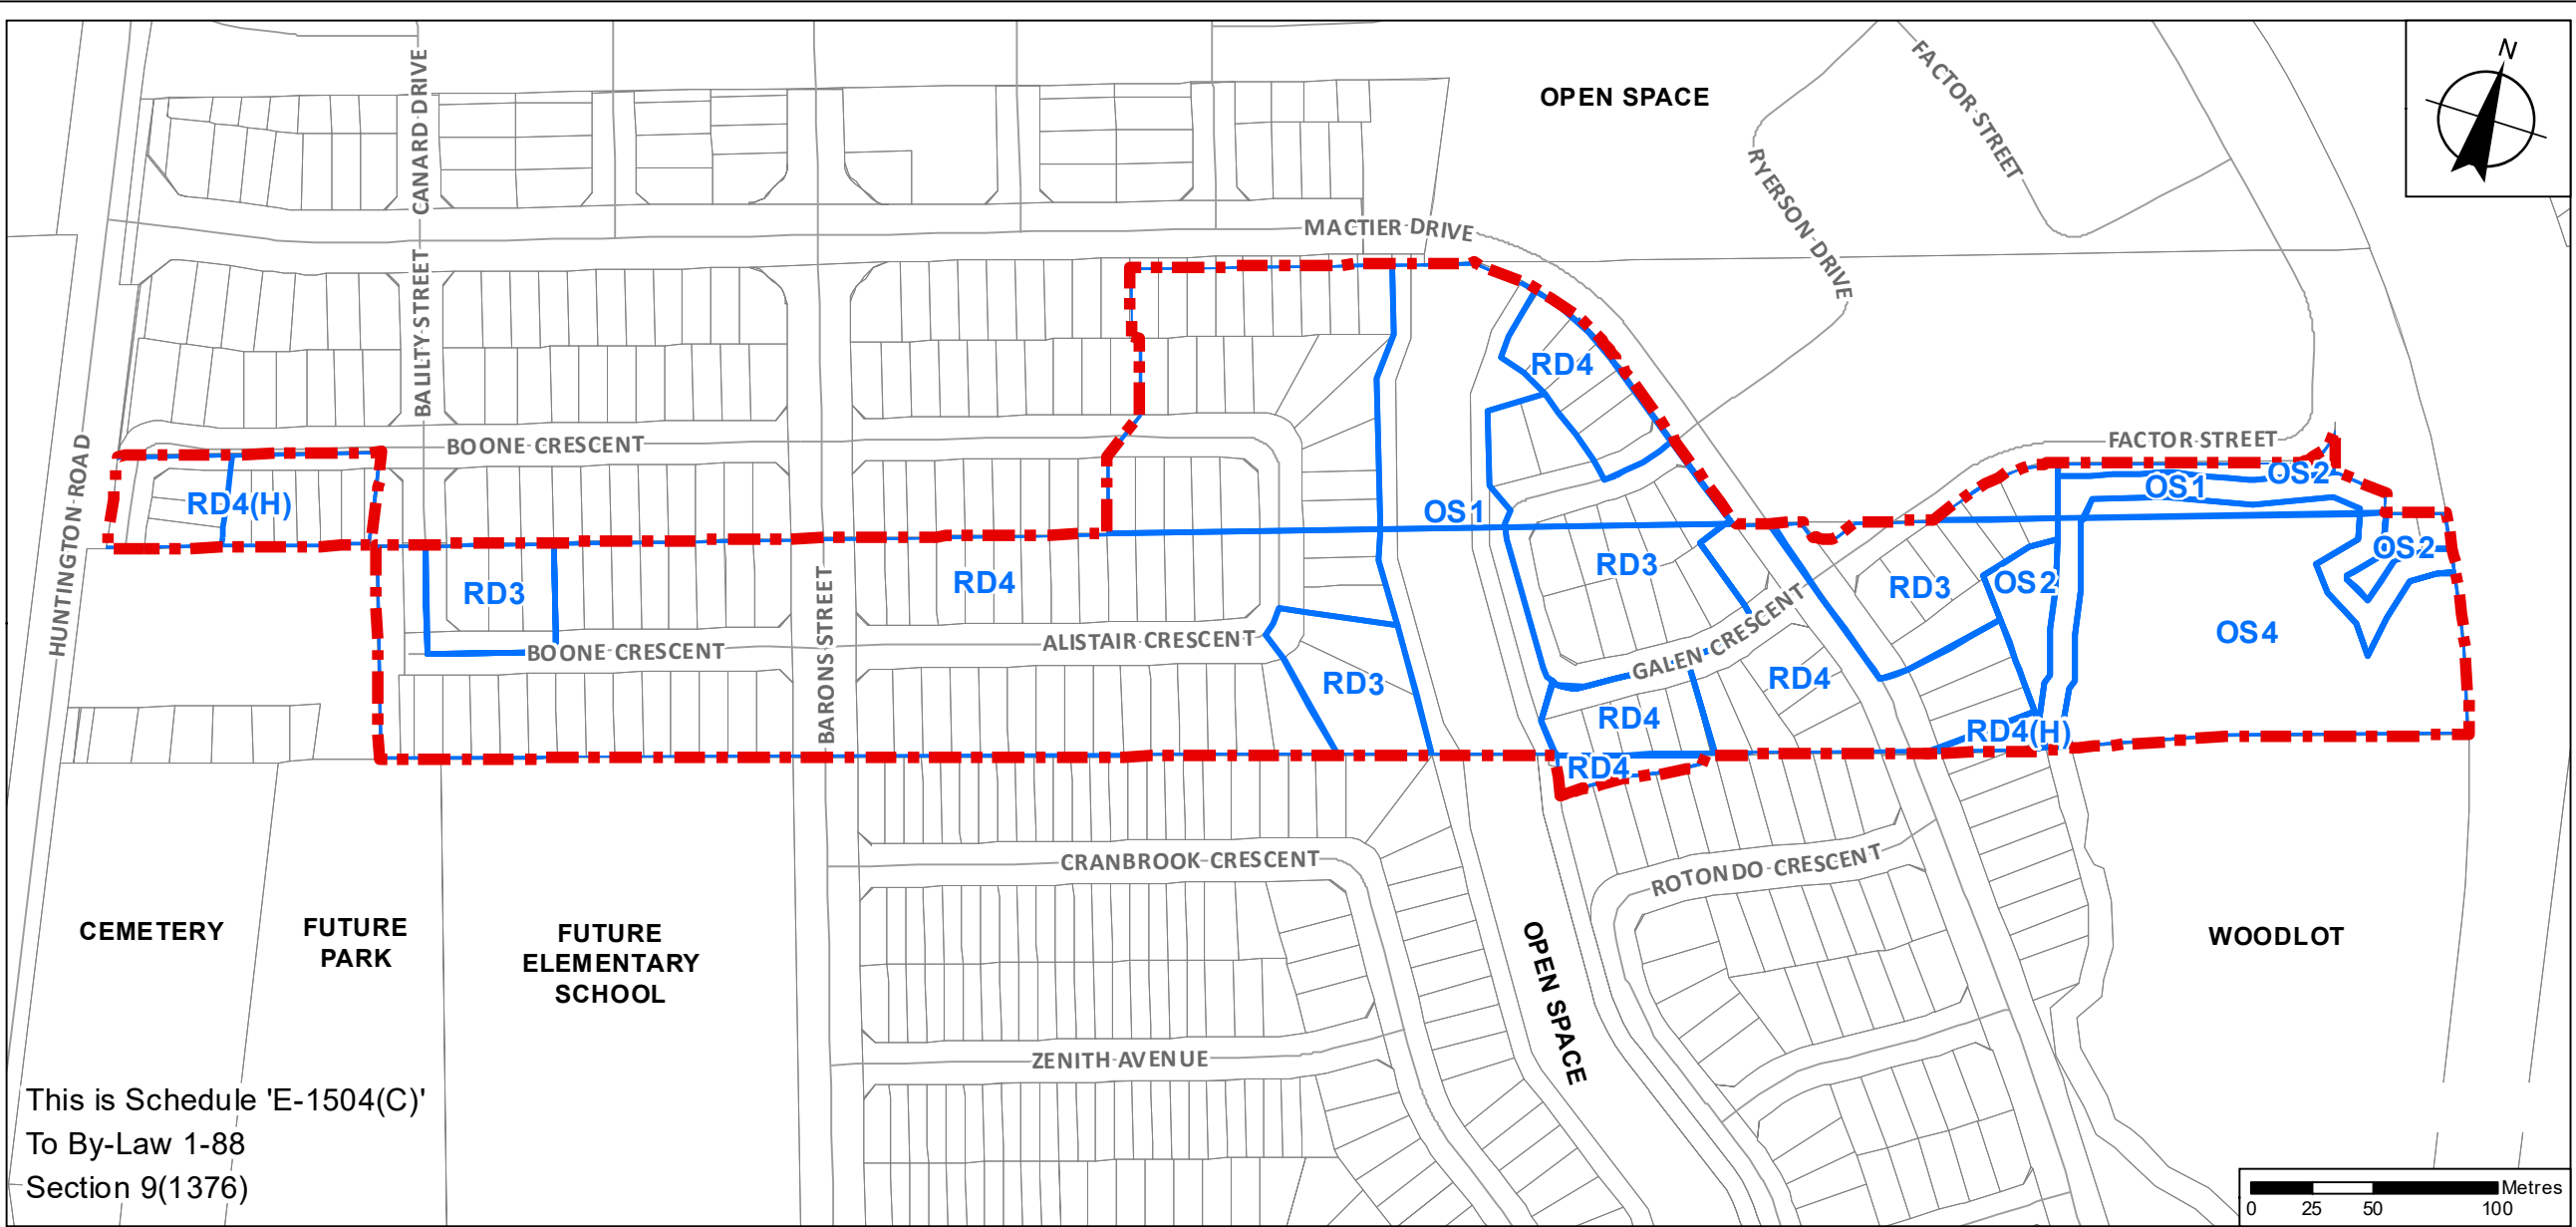 N
OPEN SPACE
FACTOR STREET
CANARD DRIVE
RYERSON DRIVE
MACTIER DRIVE
BALILTY STREET
HUNTINGTON ROAD
BOONE CRESCENT
FACTOR STREET
RD4
OS2
OS1
RD4(H)
OS1
OS2
RD3
RD4
RD3
RD3
OS2
OS4
BARONS STREET
BOONE CRESCENT
ALISTAIR CRESCENT
GALEN CRESCENT
RD3
RD4
RD4
RD4(H)
RD4
CRANBROOK CRESCENT
ROTONDO CRESCENT
CEMETERY
FUTURE
PARK
FUTURE
ELEMENTARY
SCHOOL
OPEN SPACE
WOODLOT
ZENITH AVENUE
This is Schedule 'E-1504(C)'
To By-Law 1-88
Section 9(1376)
Metres
0 25 50 100